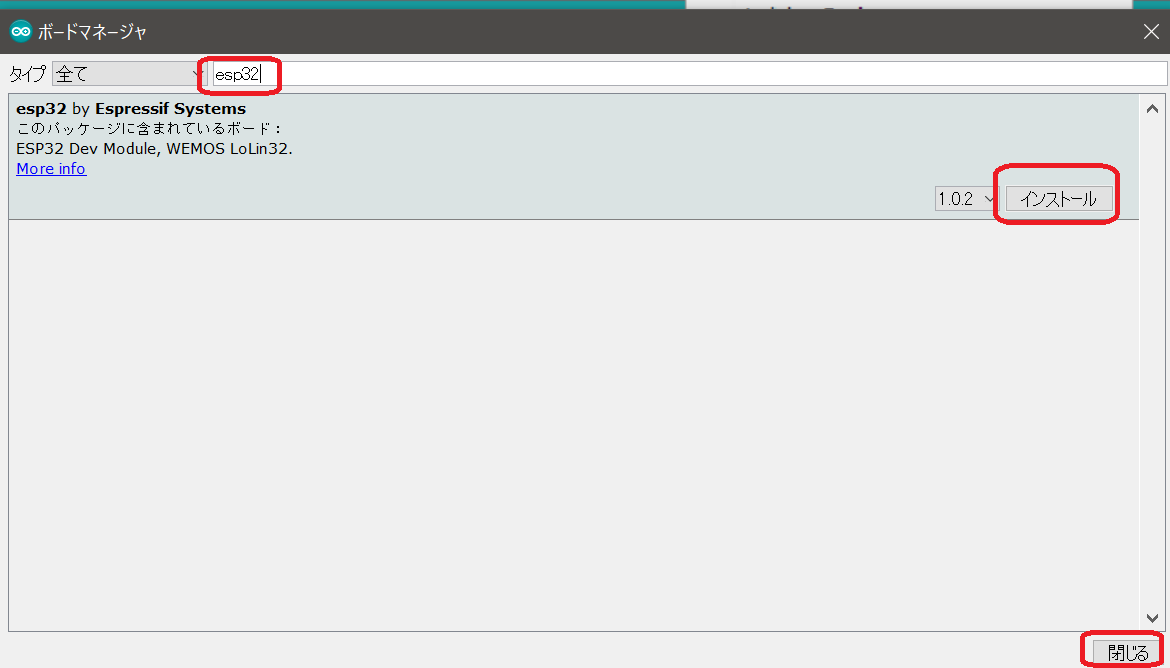 ボードマネージャ
タイプ 全て esp32
esp32 by Espressif Systems
このパッケージに含まれているボード：
ESP32 Dev Module, WEMOS LoLin32.
More info
1.0.2 インストール
閉じる